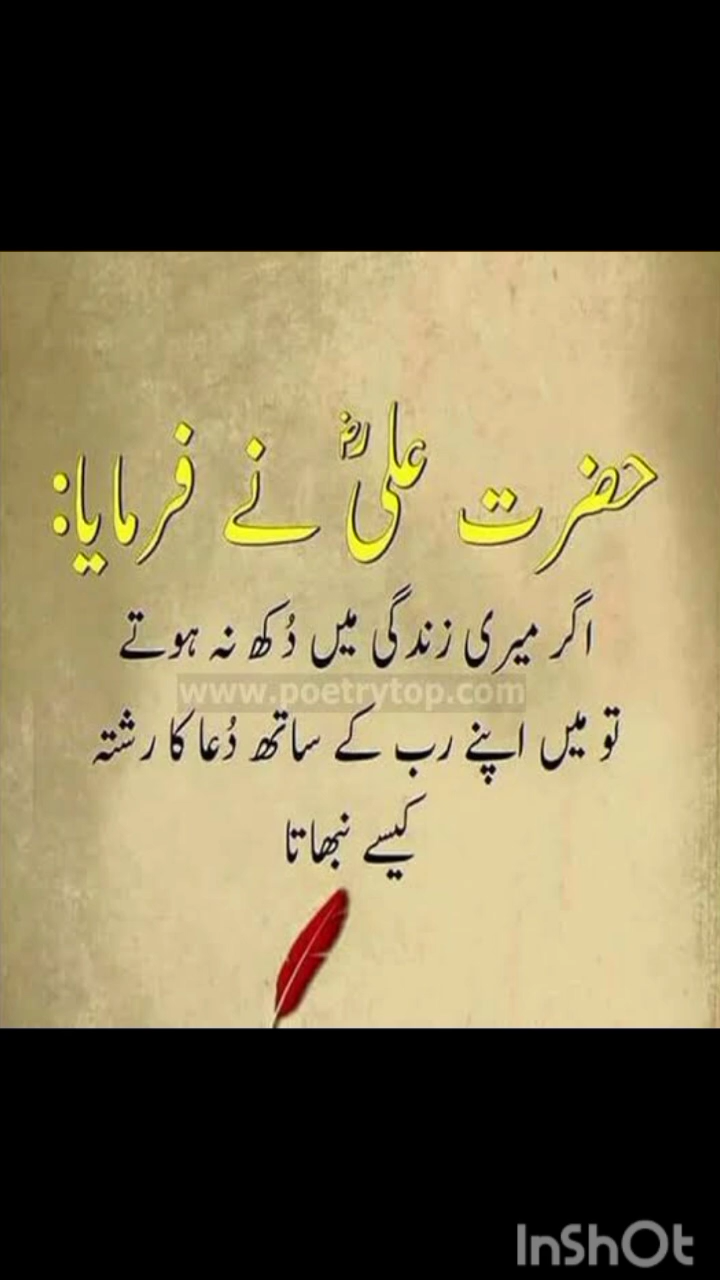 حضرت علیؓ نے فرمایا:
اگر میری زندگی میں دُکھ نہ ہوتے
www.poetrytop.com
تو میں اپنے رب کے ساتھ دُعا کا رشتہ
کیسے نبھاتا
InShOt